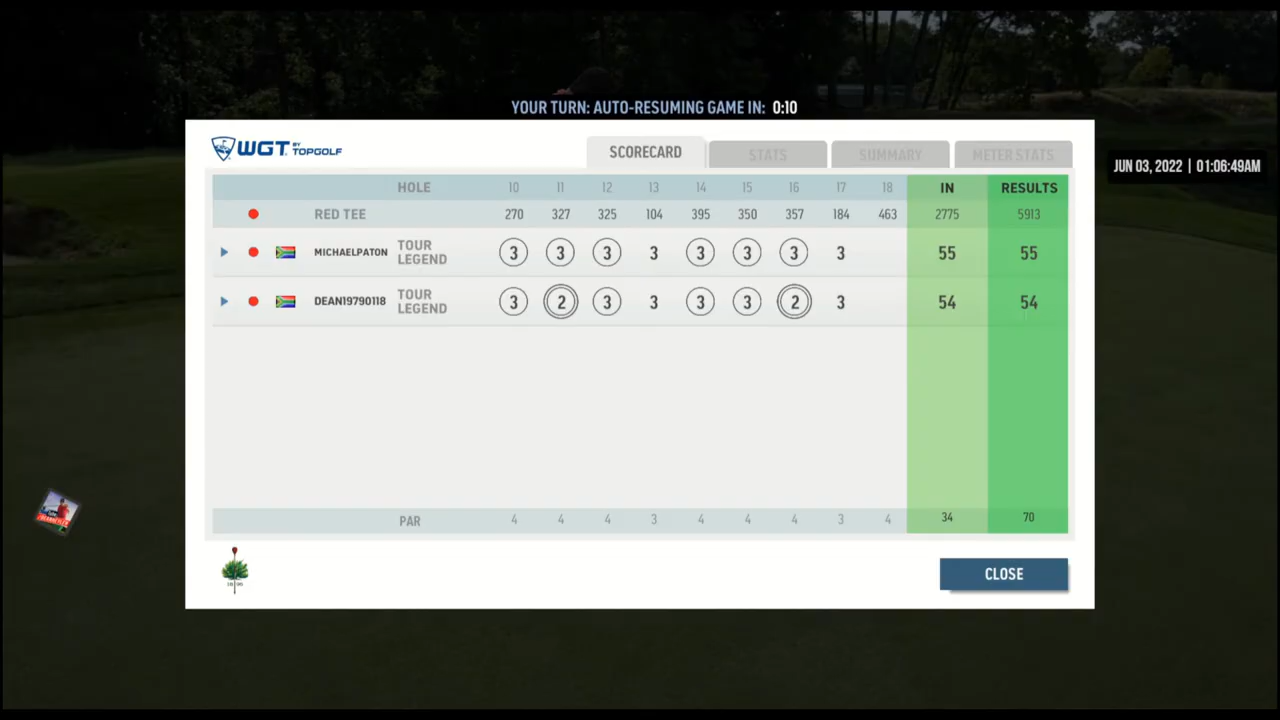 YOUR TURN: AUTO-RESUMING GAME IN: 0:10
WGT. BY TOPGOLF
SCORECARD STATS SUMMARY METER STATS
JUN 03, 2022 | 01:06:49AM
HOLE 10 11 12 13 14 15 16 17 18 IN RESULTS
RED TEE 270 327 325 104 395 350 357 184 463 2775 5913
MICHAELPATON TOUR LEGEND 3 3 3 3 3 3 3 3 55 55
DEAN19790118 TOUR LEGEND 3 2 3 3 3 3 2 3 54 54
PAR 4 4 4 3 4 4 4 3 4 34 70
CLOSE